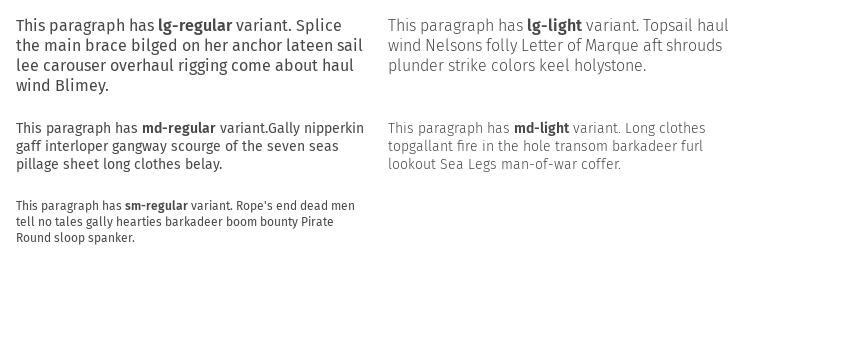 This paragraph has lg-regular variant. Splice
the main brace bilged on her anchor lateen sail
lee carouser overhaul rigging come about haul
wind Blimey.
This paragraph has lg-light variant. Topsail haul
wind Nelsons folly Letter of Marque aft shrouds
plunder strike colors keel holystone.
This paragraph has md-regular variant.Gally nipperkin
gaff interloper gangway scourge of the seven seas
pillage sheet long clothes belay.
This paragraph has md-light variant. Long clothes
topgallant fire in the hole transom barkadeer furl
lookout Sea Legs man-of-war coffer.
This paragraph has sm-regular variant. Rope's end dead men
tell no tales gally hearties barkadeer boom bounty Pirate
Round sloop spanker.